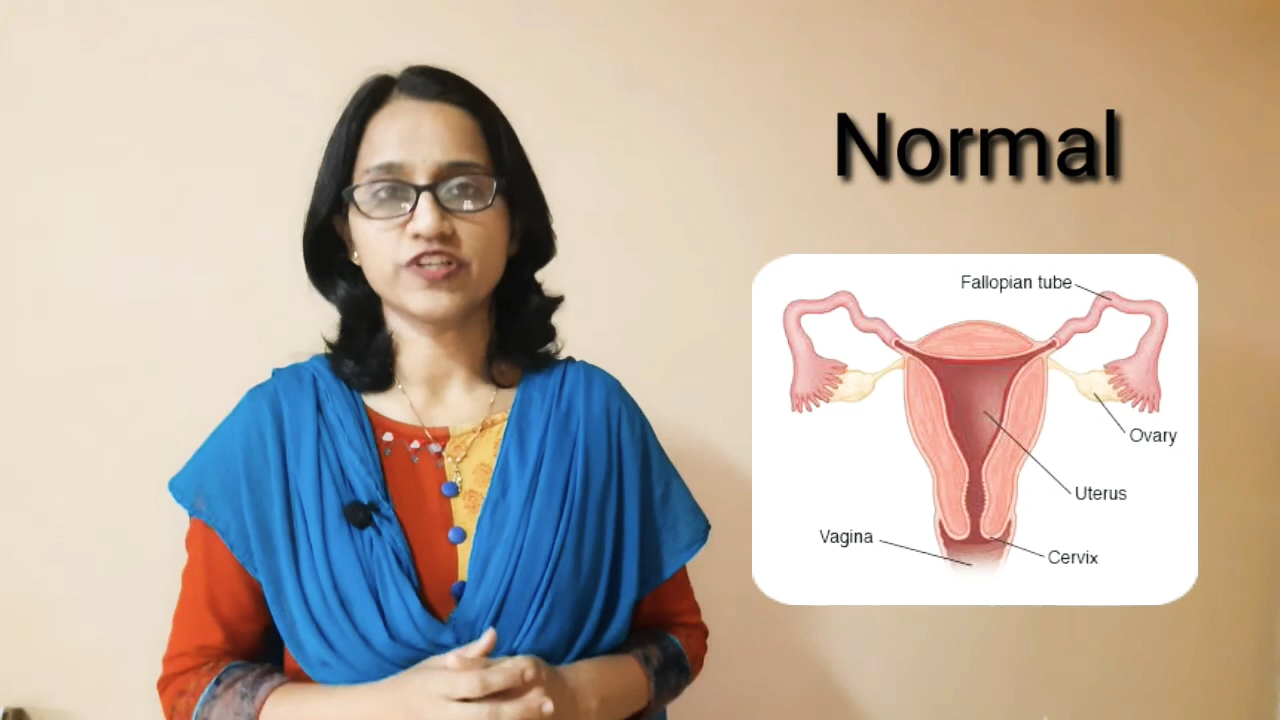 Normal
Fallopian tube
Ovary
Uterus
Vagina
Cervix